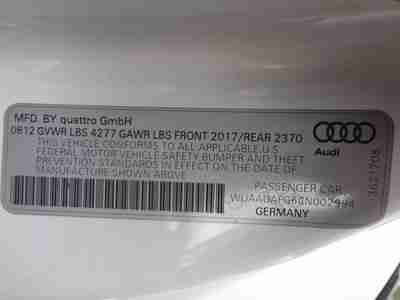 MFD. BY quattro GmbH
0812 GVWR LBS 4277 GAWR LBS FRONT 2017/REAR 2370
THIS VEHICLE CONFORMS TO ALL APPLICABLE U.S.
FEDERAL MOTOR VEHICLE SAFETY BUMPER AND THEFT
PREVENTION STANDARDS IN EFFECT ON THE DATE OF
MANUFACTURE SHOWN ABOVE.
Audi
PASSENGER CAR
GERMANY